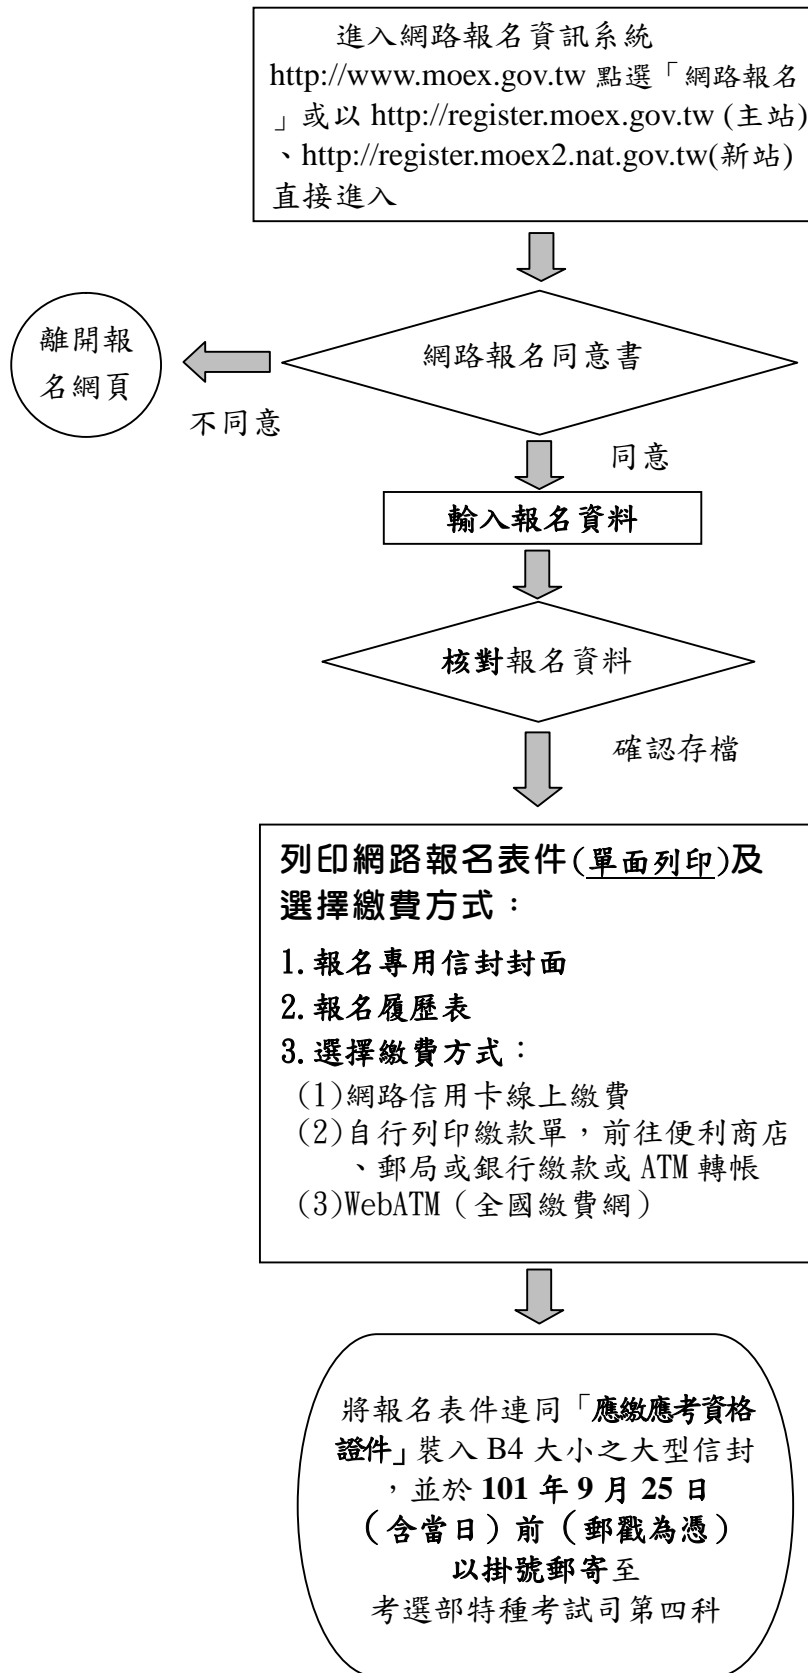 進入網路報名資訊系統
http://www.moex.gov.tw 點選「網路報名
」或以 http://register.moex.gov.tw (主站)
、http://register.moex2.nat.gov.tw(新站)
直接進入
網路報名同意書
離開報
名網頁
不同意
同意
輸入報名資料
核對報名資料
確認存檔
列印網路報名表件(單面列印)及
選擇繳費方式：
1.報名專用信封封面
2.報名履歷表
3.選擇繳費方式：
(1)網路信用卡線上繳費
(2)自行列印繳款單，前往便利商店
、郵局或銀行繳款或 ATM 轉帳
(3)WebATM（全國繳費網）
將報名表件連同「應繳應考資格
證件」裝入 B4 大小之大型信封
，並於 101 年 9 月 25 日
（含當日）前（郵戳為憑）
以掛號郵寄至
考選部特種考試司第四科